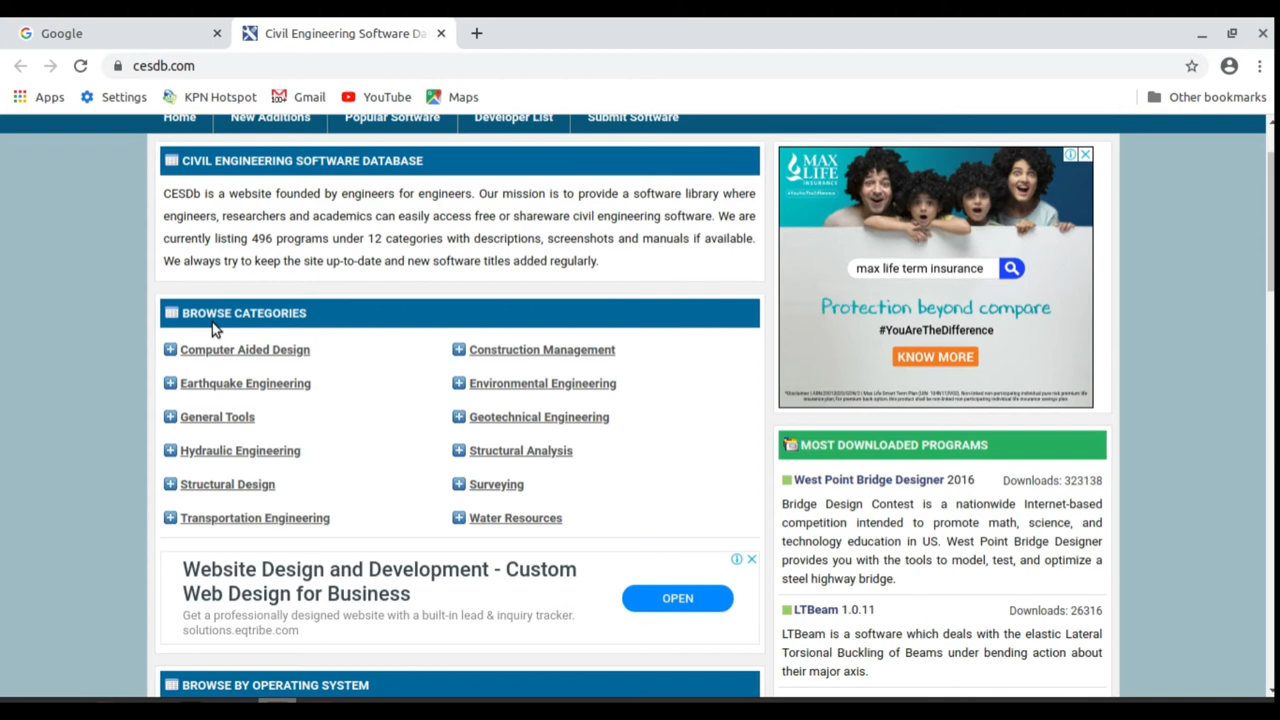 Google
Civil Engineering Software Da
cesdb.com
Apps
Settings
KPN Hotspot
Gmail
YouTube
Maps
Other bookmarks
Home
New Additions
Popular Software
Developer List
Submit Software
CIVIL ENGINEERING SOFTWARE DATABASE
CESDb is a website founded by engineers for engineers. Our mission is to provide a software library where
engineers, researchers and academics can easily access free or shareware civil engineering software. We are
currently listing 496 programs under 12 categories with descriptions, screenshots and manuals if available.
We always try to keep the site up-to-date and new software titles added regularly.
BROWSE CATEGORIES
Computer Aided Design
Construction Management
Earthquake Engineering
Environmental Engineering
General Tools
Geotechnical Engineering
Hydraulic Engineering
Structural Analysis
Structural Design
Surveying
Transportation Engineering
Water Resources
Website Design and Development - Custom
Web Design for Business
Get a professionally designed website with a built-in lead & inquiry tracker.
solutions.eqtribe.com
OPEN
BROWSE BY OPERATING SYSTEM
MAX
LIFE
INSURANCE
#YouAreTheDifference
max life term insurance
Protection beyond compare
#YouAreTheDifference
KNOW MORE
MOST DOWNLOADED PROGRAMS
West Point Bridge Designer 2016 Downloads: 323138
Bridge Design Contest is a nationwide Internet-based
competition intended to promote math, science, and
technology education in US. West Point Bridge Designer
provides you with the tools to model, test, and optimize a
steel highway bridge.
LTBeam 1.0.11 Downloads: 26316
LTBeam is a software which deals with the elastic Lateral
Torsional Buckling of Beams under bending action about
their major axis.